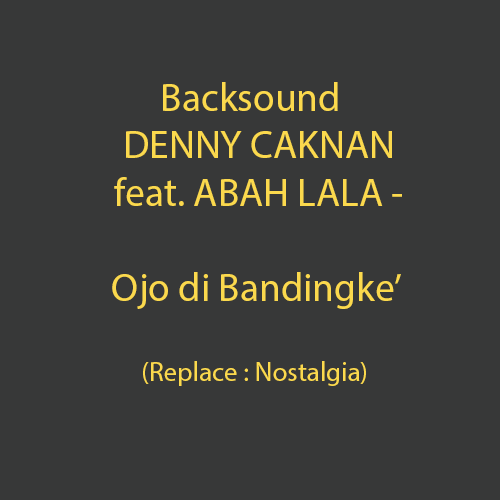 Backsound
DENNY CAKNAN
feat. ABAH LALA -
Ojo di Bandingke’
(Replace : Nostalgia)